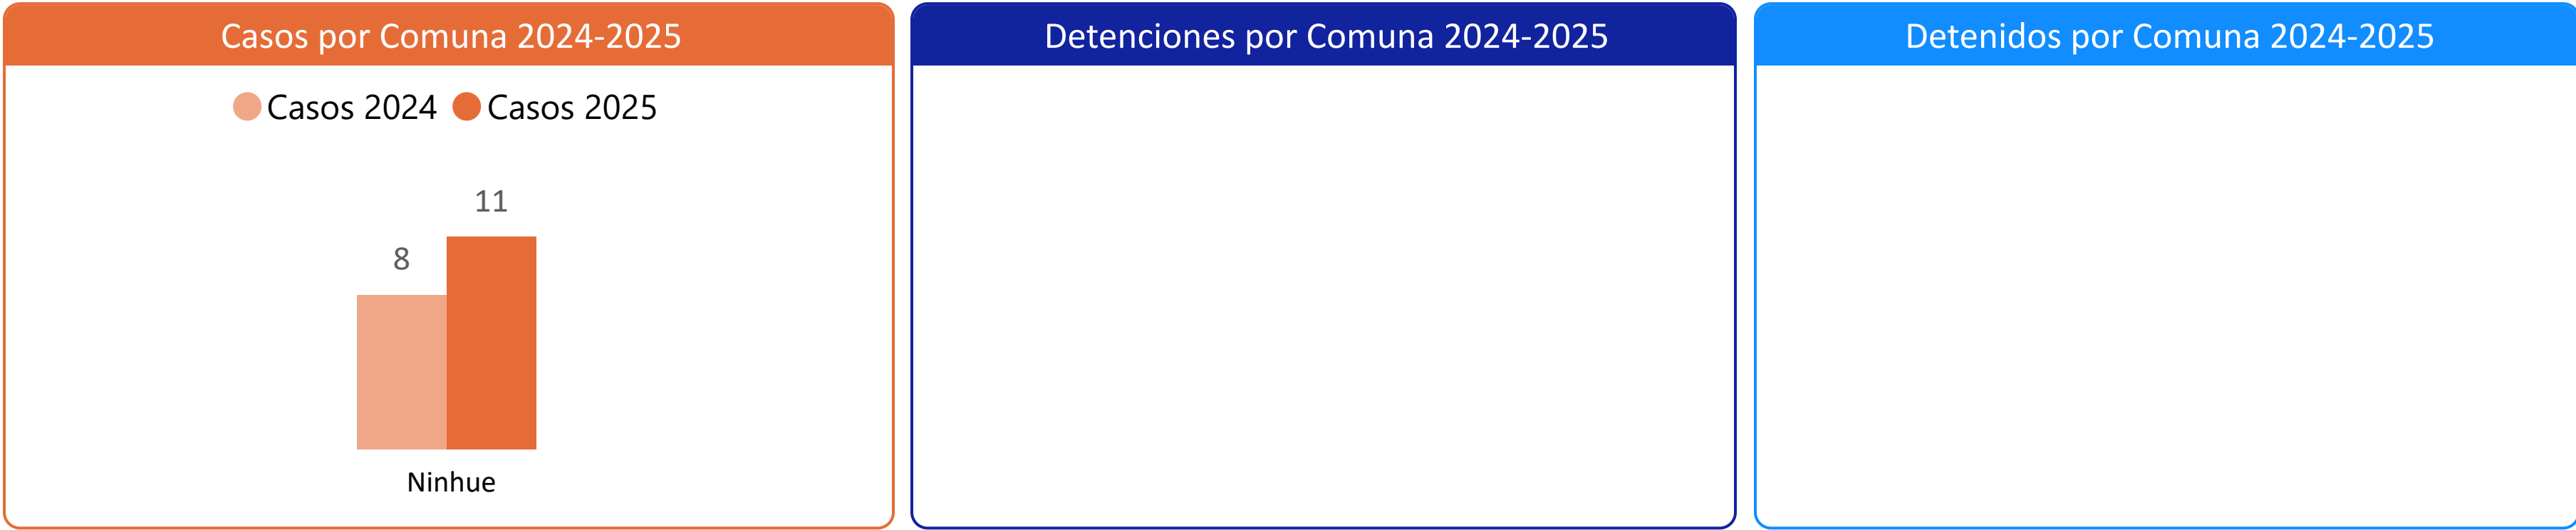 Casos por Comuna 2024-2025
Casos 2024 Casos 2025
8
11
Ninhue
Detenciones por Comuna 2024-2025
Detenidos por Comuna 2024-2025